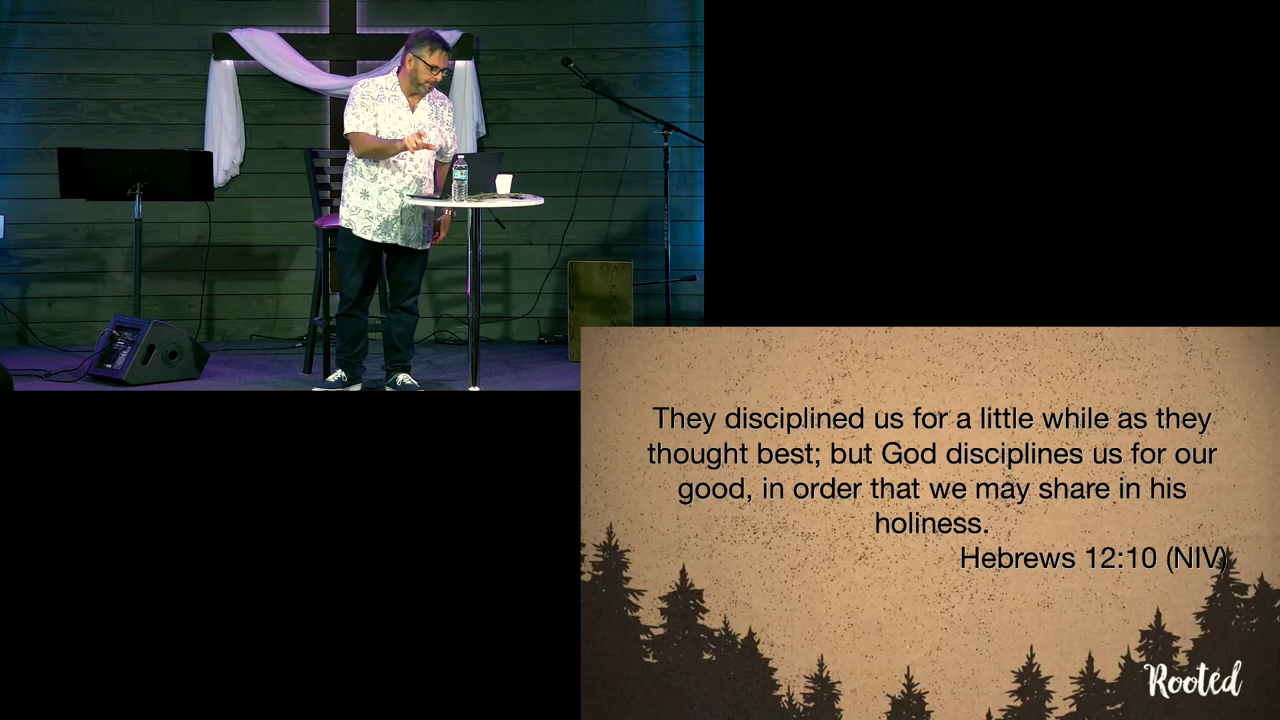 They disciplined us for a little while as they
thought best; but God disciplines us for our
good, in order that we may share in his
holiness.
Hebrews 12:10 (NIV)
Rooted